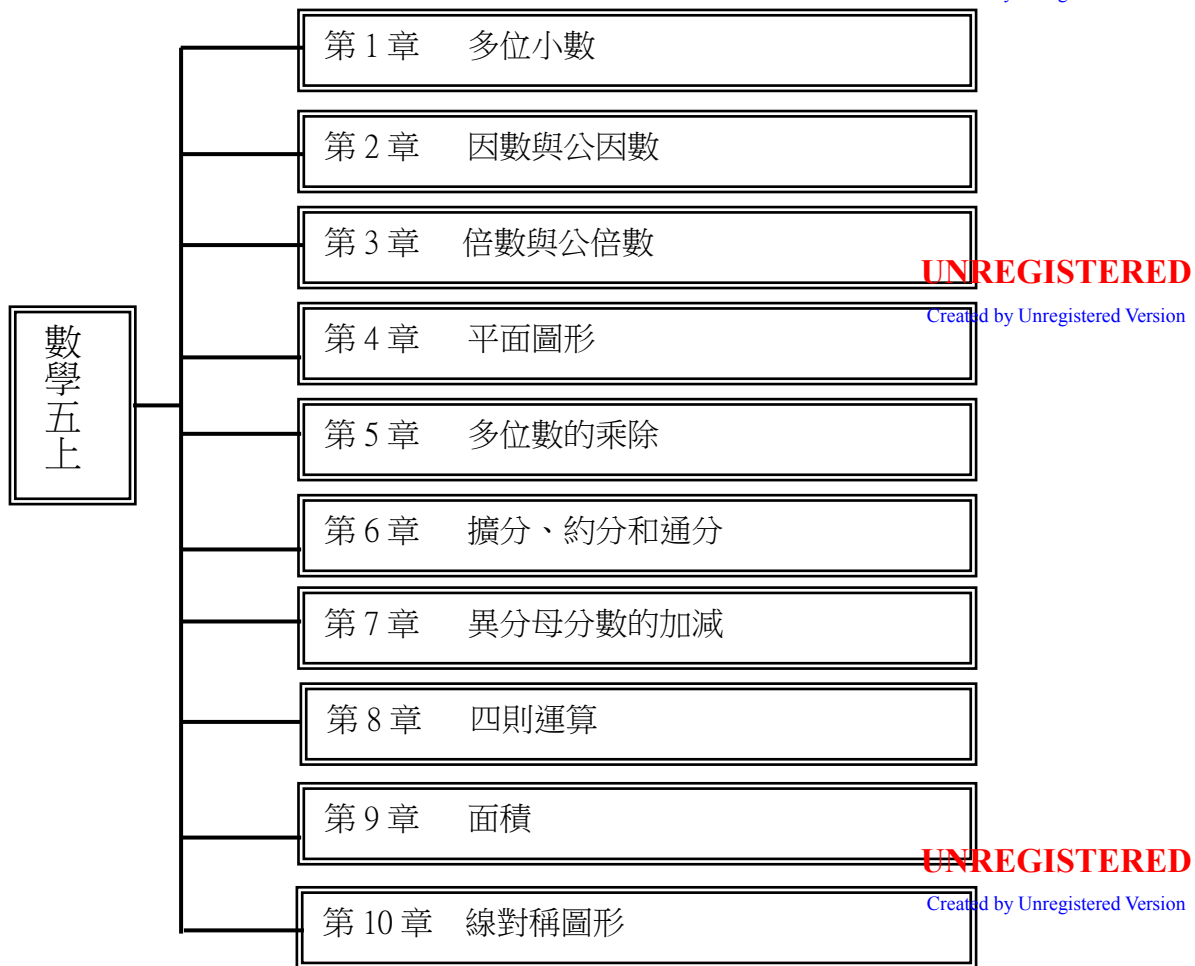 第 1 章 多位小數
第 2 章 因數與公因數
第 3 章 倍數與公倍數
UNREGISTERED
Created by Unregistered Version
第 4 章 平面圖形
數學五上
第 5 章 多位數的乘除
第 6 章 擴分、約分和通分
第 7 章 異分母分數的加減
第 8 章 四則運算
第 9 章 面積
UNREGISTERED
Created by Unregistered Version
第 10 章 線對稱圖形